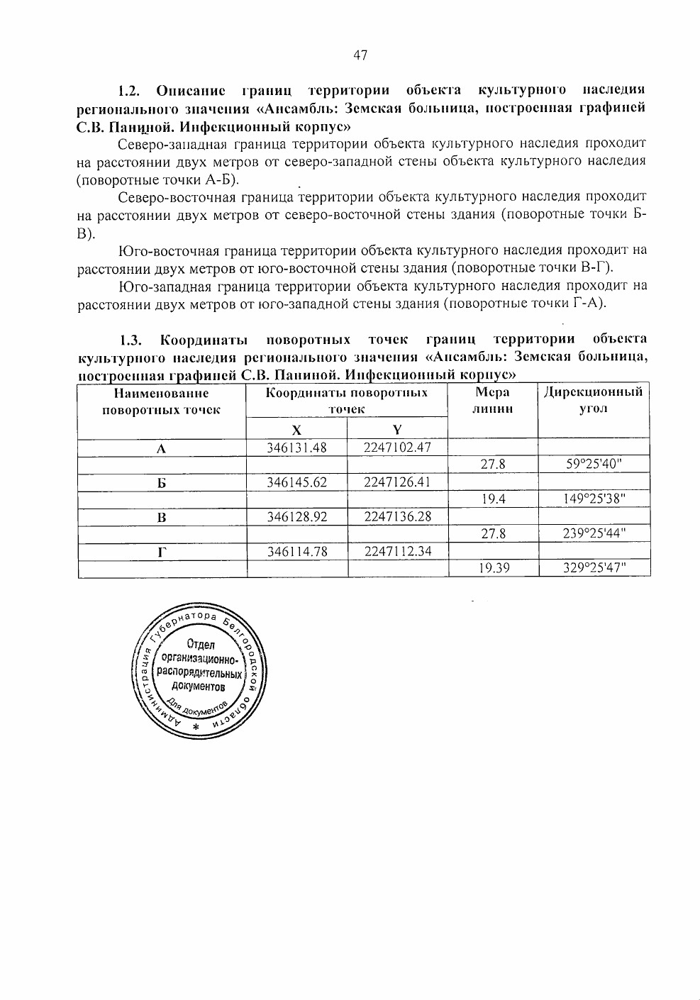 47
1.2. Описание границ территории объекта культурного наследия
регионального значения «Ансамбль: Земская больница, построенная графиней
С.В. Паниной. Инфекционный корпус»
Северо-западная граница территории объекта культурного наследия проходит
на расстоянии двух метров от северо-западной стены объекта культурного наследия
(поворотные точки А-Б).
Северо-восточная граница территории объекта культурного наследия проходит
на расстоянии двух метров от северо-восточной стены здания (поворотные точки Б-
В).
Юго-восточная граница территории объекта культурного наследия проходит на
расстоянии двух метров от юго-восточной стены здания (поворотные точки В-Г).
Юго-западная граница территории объекта культурного наследия проходит на
расстоянии двух метров от юго-западной стены здания (поворотные точки Г-А).
1.3. Координаты поворотных точек границ территории объекта
культурного наследия регионального значения «Ансамбль: Земская больница,
построенная графиней С.В. Паниной. Инфекционный корпус»
Наименование Координаты поворотных Мера Дирекционный
поворотных точек точек линии угол
X Y
А 346131.48 2247102.47
27.8 59°25'40"
Б 346145.62 2247126.41
19.4 149°25'38"
В 346128.92 2247136.28
27.8 239°25'44"
Г 346114.78 2247112.34
19.39 329°25'47"
Администрация Губернатора Белгородской области *
Отдел
организационно-
распорядительных
документов
Для документов